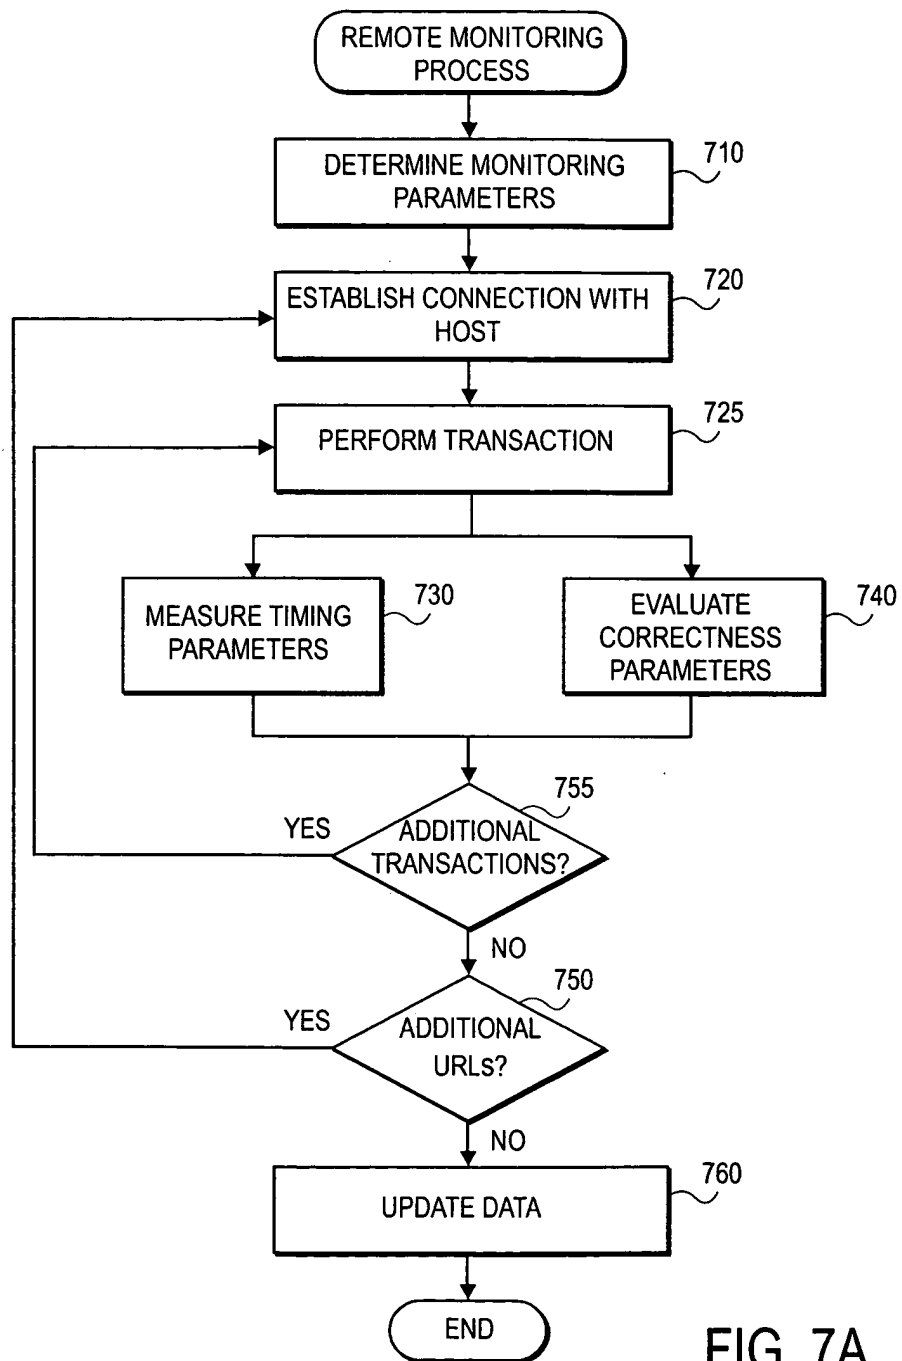 REMOTE MONITORING
PROCESS
DETERMINE MONITORING
PARAMETERS
710
ESTABLISH CONNECTION WITH
HOST
720
PERFORM TRANSACTION
725
MEASURE TIMING
PARAMETERS
730
EVALUATE
CORRECTNESS
PARAMETERS
740
755
YES
ADDITIONAL
TRANSACTIONS?
NO
750
YES
ADDITIONAL
URLs?
NO
760
UPDATE DATA
END
FIG. 7A